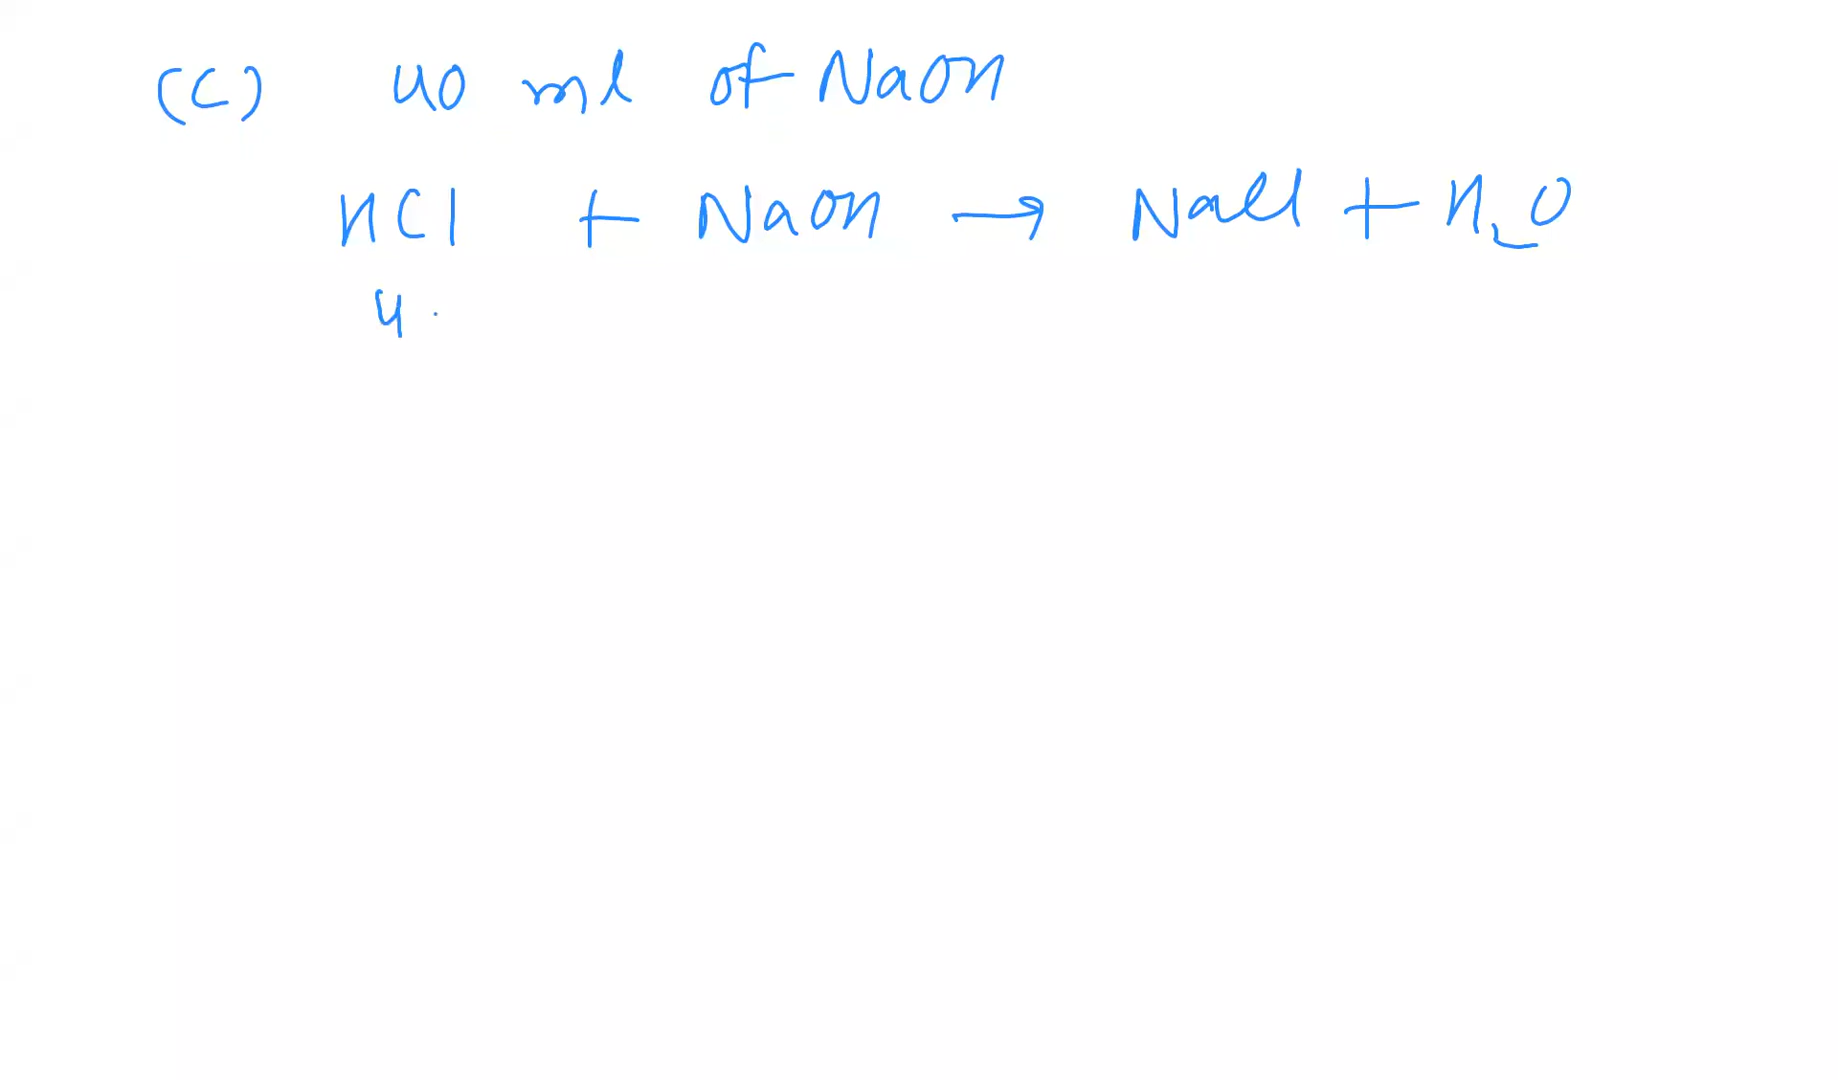 (C) 40 ml of NaOH
HCl + NaOH → NaCl + H₂O
4.